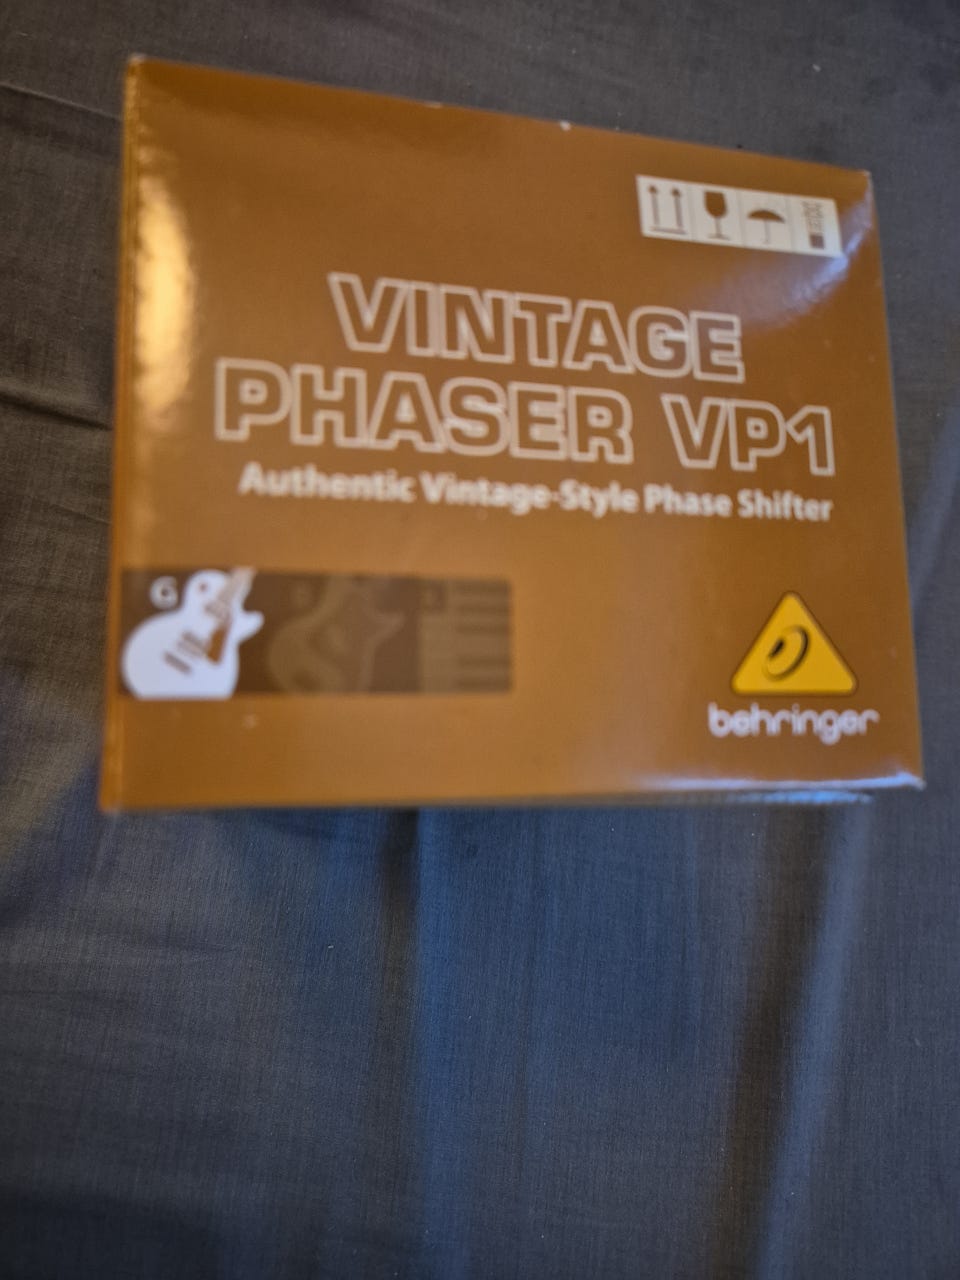 VINTAGE
PHASER VP1
Authentic Vintage-Style Phase Shifter
G
behringer